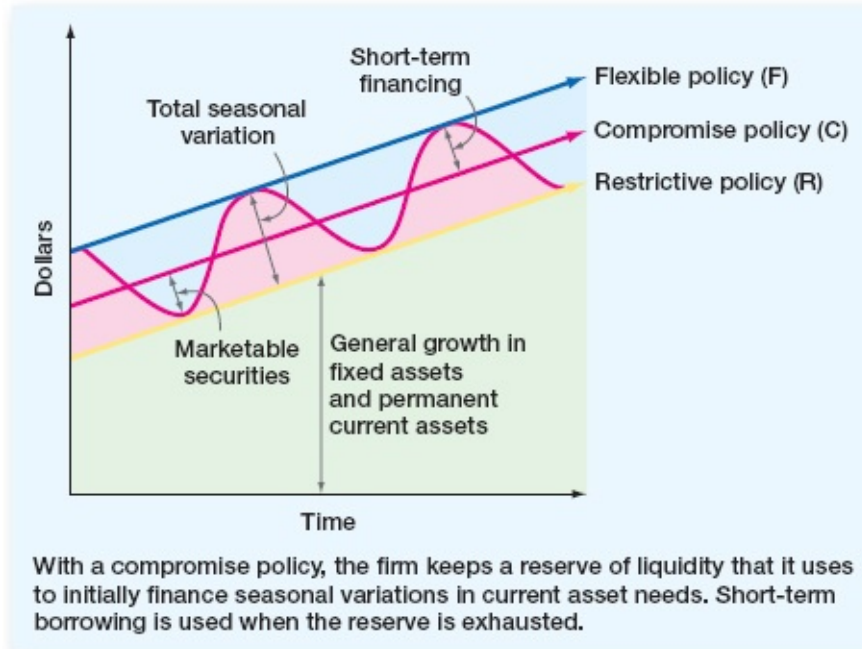 Short-term
financing
Flexible policy (F)
Total seasonal
variation
Compromise policy (C)
Restrictive policy (R)
Dollars
Marketable
securities
General growth in
fixed assets
and permanent
current assets
Time
With a compromise policy, the firm keeps a reserve of liquidity that it uses
to initially finance seasonal variations in current asset needs. Short-term
borrowing is used when the reserve is exhausted.